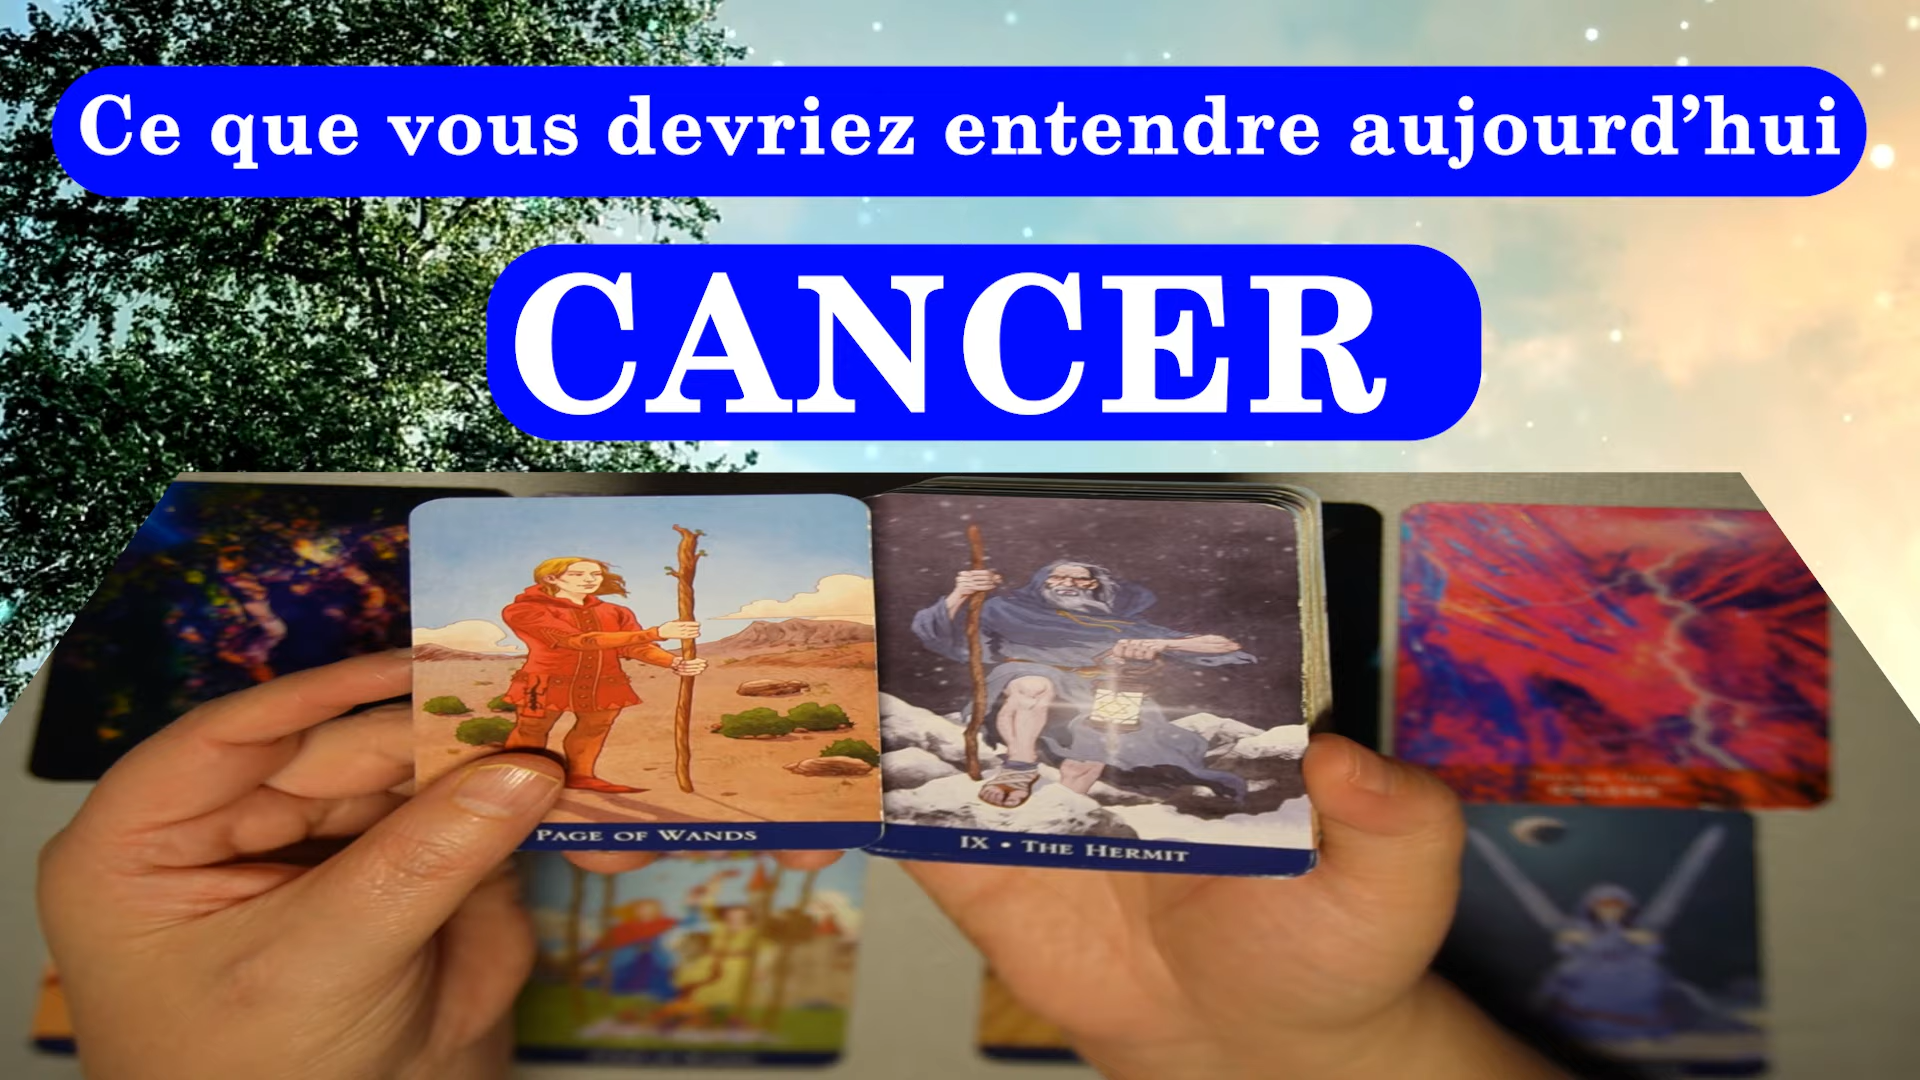 Ce que vous devriez entendre aujourd’hui
CANCER
PAGE OF WANDS
IX • THE HERMIT